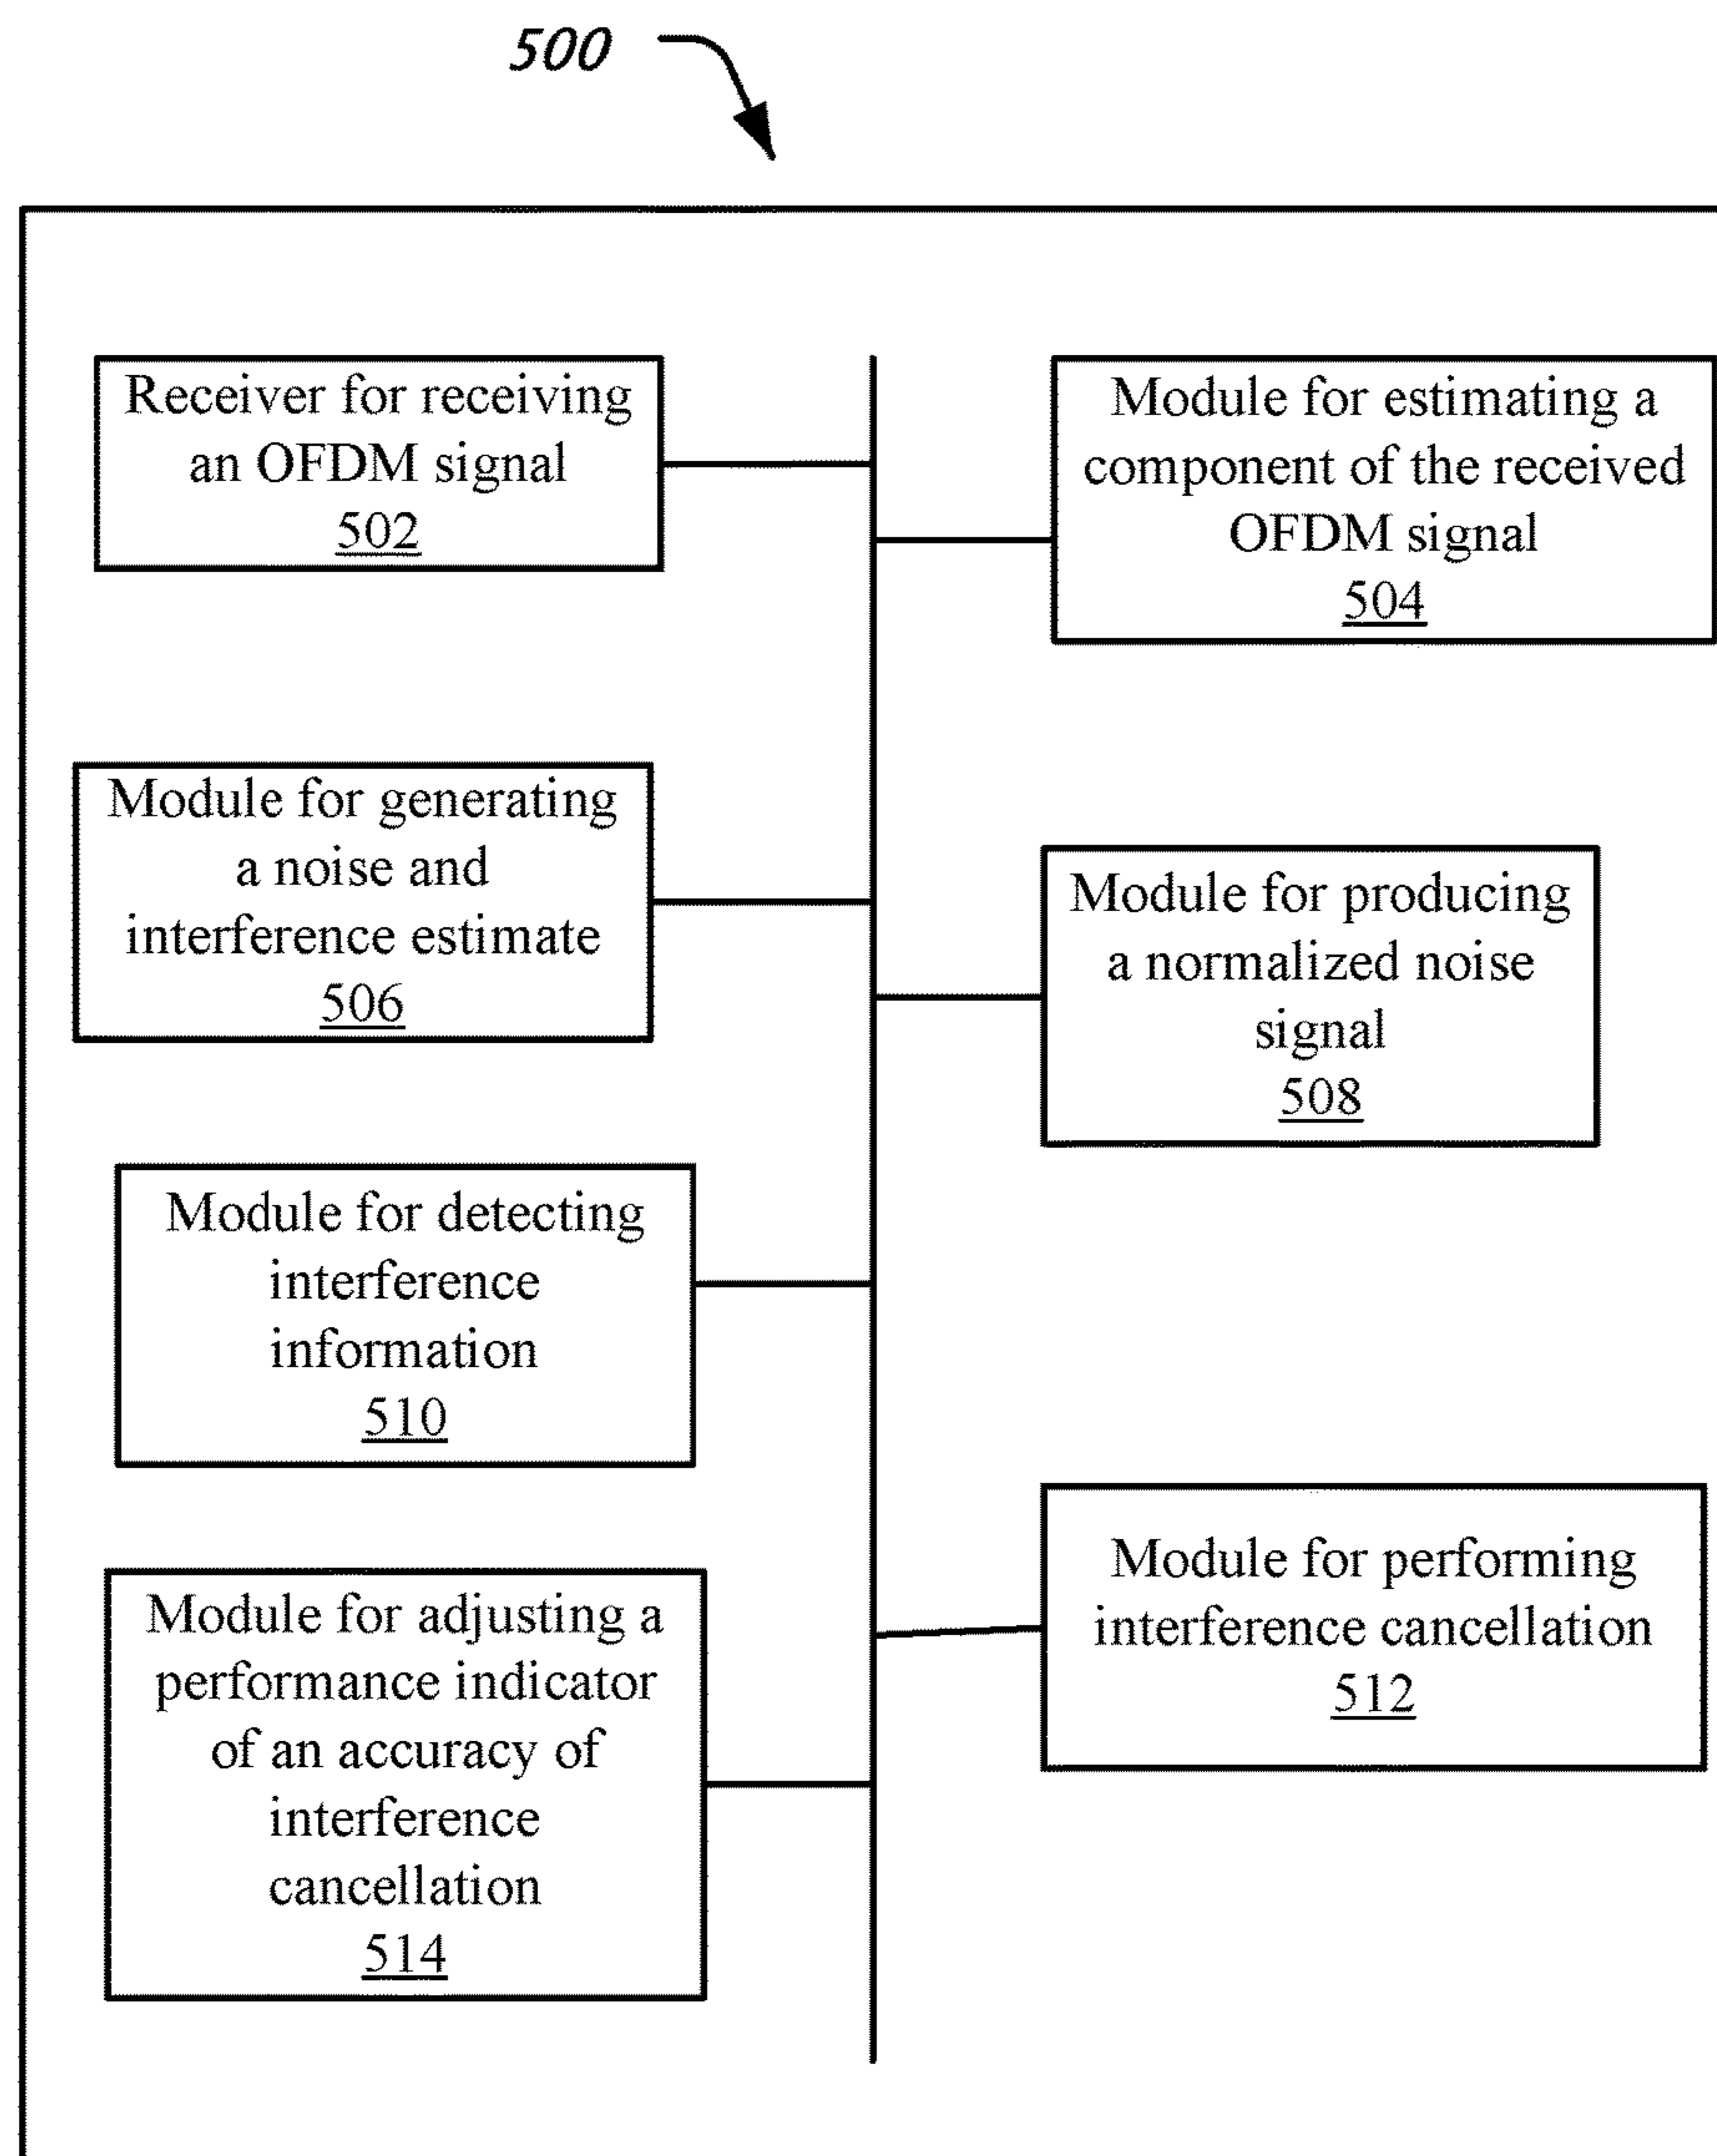 500
Receiver for receiving
an OFDM signal
502
Module for estimating a
component of the received
OFDM signal
504
Module for generating
a noise and
interference estimate
506
Module for producing
a normalized noise
signal
508
Module for detecting
interference
information
510
Module for performing
interference cancellation
512
Module for adjusting a
performance indicator
of an accuracy of
interference
cancellation
514